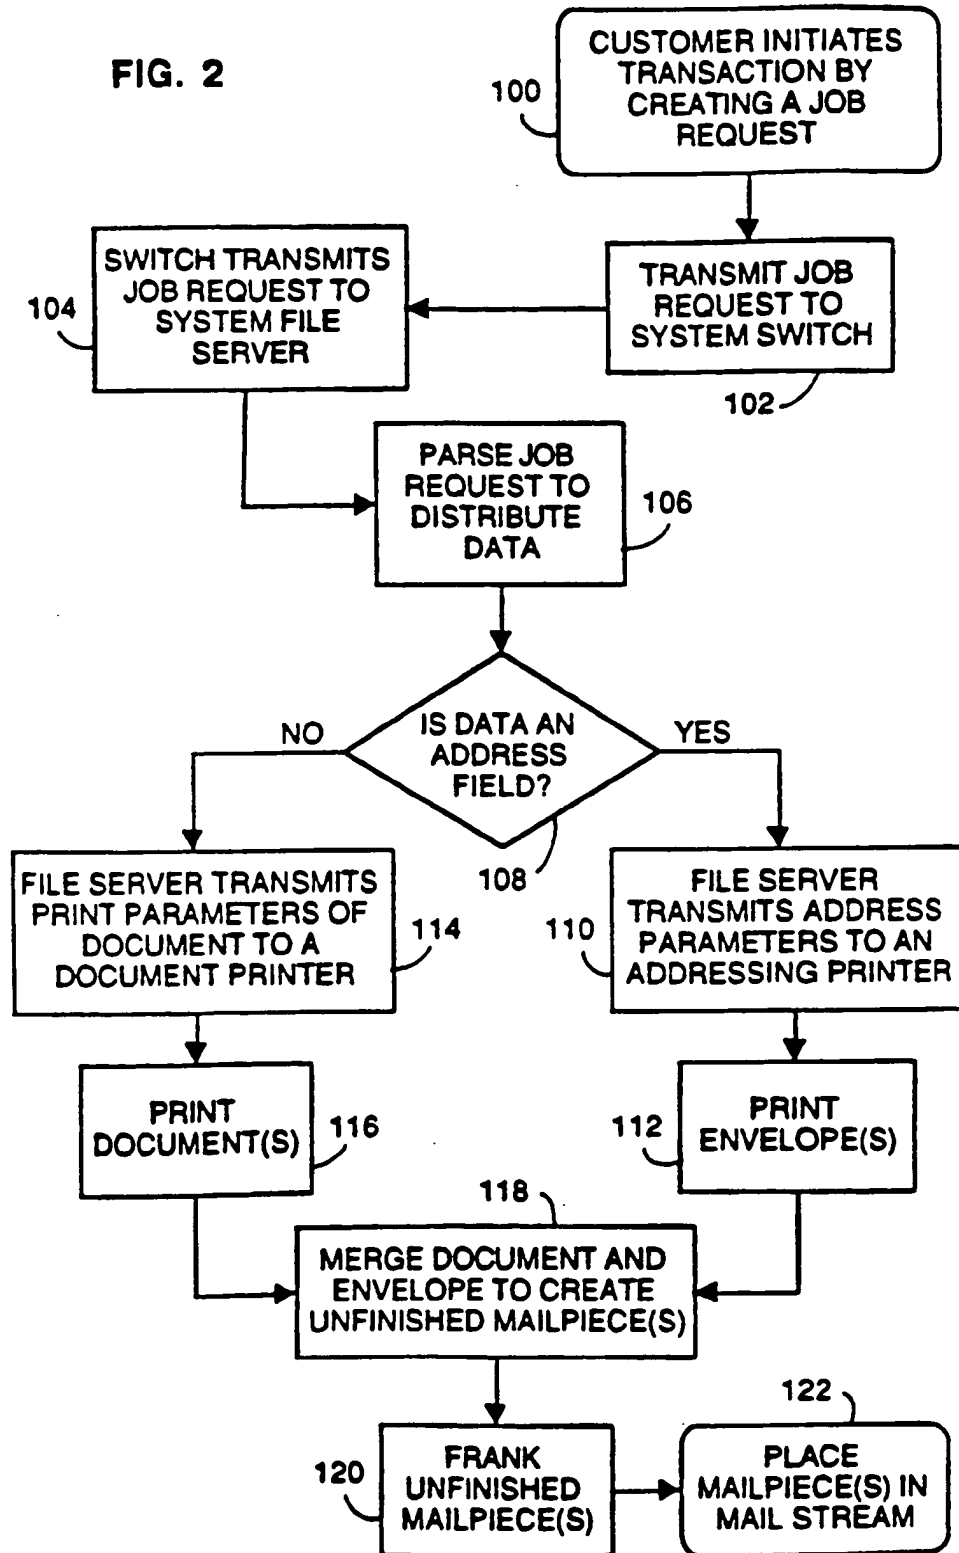 FIG. 2
100
CUSTOMER INITIATES
TRANSACTION BY
CREATING A JOB
REQUEST
SWITCH TRANSMITS
JOB REQUEST TO
SYSTEM FILE
SERVER
104
TRANSMIT JOB
REQUEST TO
SYSTEM SWITCH
102
PARSE JOB
REQUEST TO
DISTRIBUTE
DATA
106
IS DATA AN
ADDRESS
FIELD?
NO
YES
108
FILE SERVER TRANSMITS
PRINT PARAMETERS OF
DOCUMENT TO A
DOCUMENT PRINTER
114
110
FILE SERVER
TRANSMITS ADDRESS
PARAMETERS TO AN
ADDRESSING PRINTER
PRINT
DOCUMENT(S)
116
112
PRINT
ENVELOPE(S)
118
MERGE DOCUMENT AND
ENVELOPE TO CREATE
UNFINISHED MAILPIECE(S)
120
FRANK
UNFINISHED
MAILPIECE(S)
122
PLACE
MAILPIECE(S) IN
MAIL STREAM